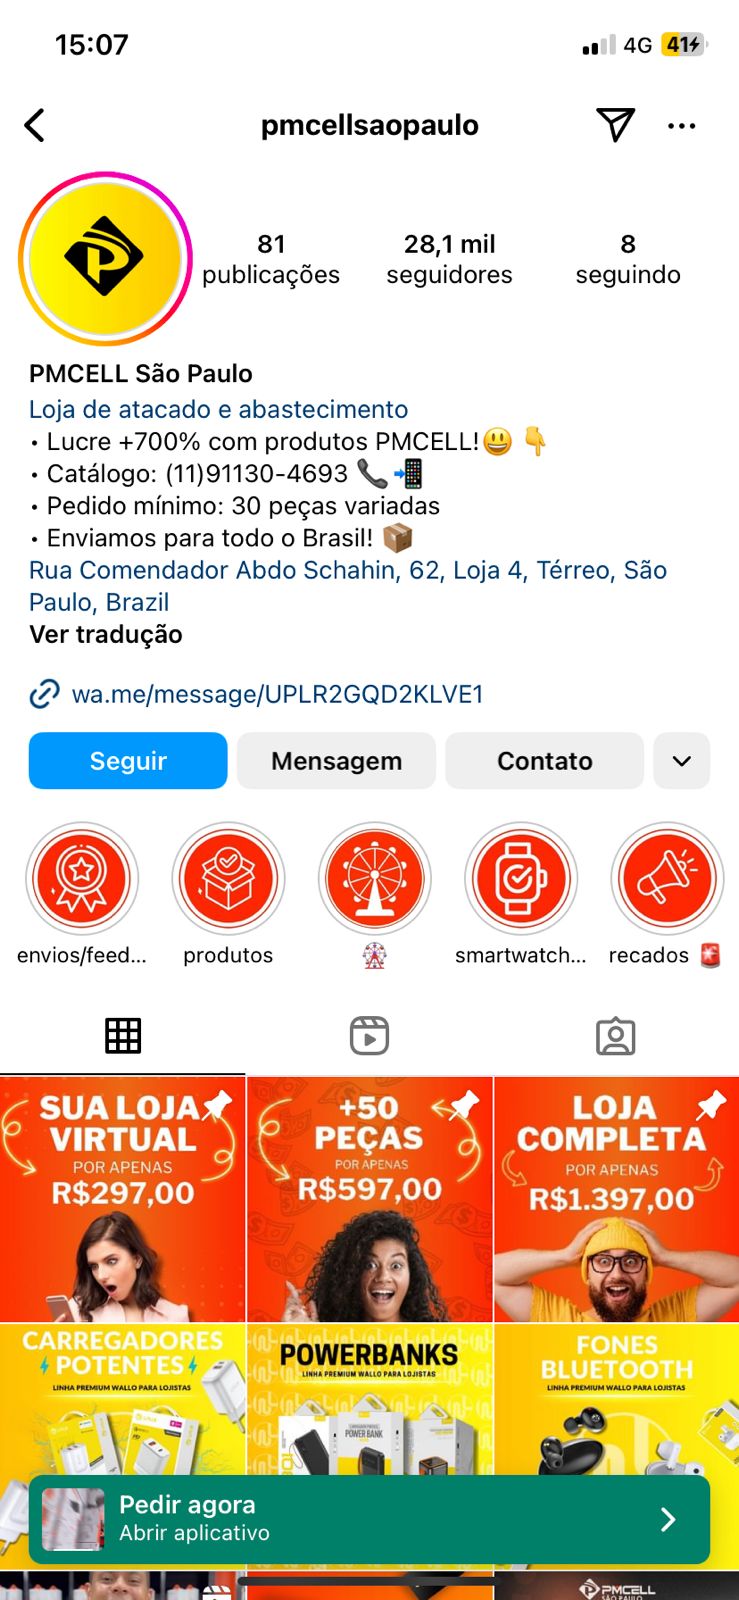 15:07
4G
41
pmcellsaopaulo
81
publicações
28,1 mil
seguidores
8
seguindo
PMCELL São Paulo
Loja de atacado e abastecimento
• Lucre +700% com produtos PMCELL!😃 👇
• Catálogo: (11)91130-4693 📞📲
• Pedido mínimo: 30 peças variadas
• Enviamos para todo o Brasil! 📦
Rua Comendador Abdo Schahin, 62, Loja 4, Térreo, São
Paulo, Brazil
Ver tradução
wa.me/message/UPLR2GQD2KLVE1
Seguir
Mensagem
Contato
envios/feed...
produtos
🎡
smartwatch...
recados 🚨
SUA LOJA
VIRTUAL
POR APENAS
R$297,00
+50
PEÇAS
POR APENAS
R$597,00
LOJA
COMPLETA
POR APENAS
R$1.397,00
CARREGADORES
POTENTES
LINHA PREMIUM WALLO PARA LOJISTAS
POWERBANKS
LINHA PREMIUM WALLO PARA LOJISTAS
POWER BANK
FONES
BLUETOOTH
LINHA PREMIUM WALLO PARA LOJISTAS
Pedir agora
Abrir aplicativo
PMCELL
SÃO PAULO